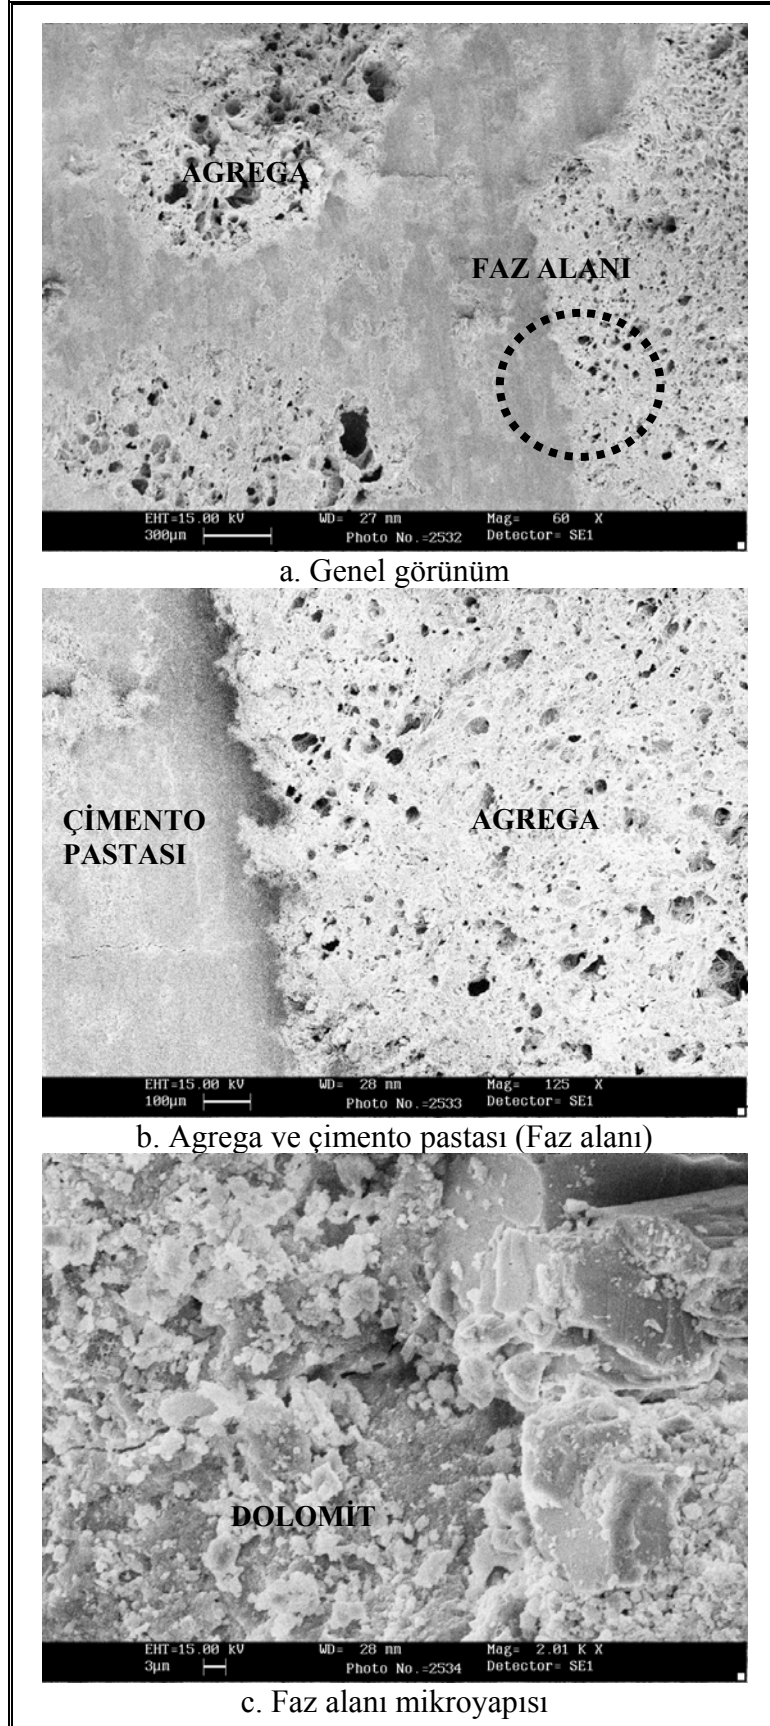 AGREGA
FAZ ALANI
EHT=15.00 kV WD= 27 mm Mag= 60 X
300µm Photo No.=2532 Detector= SE1
a. Genel görünüm
ÇİMENTO
PASTASI
AGREGA
EHT=15.00 kV WD= 28 mm Mag= 125 X
100µm Photo No.=2533 Detector= SE1
b. Agrega ve çimento pastası (Faz alanı)
DOLOMİT
EHT=15.00 kV WD= 28 mm Mag= 2.01 K X
3µm Photo No.=2534 Detector= SE1
c. Faz alanı mikroyapısı